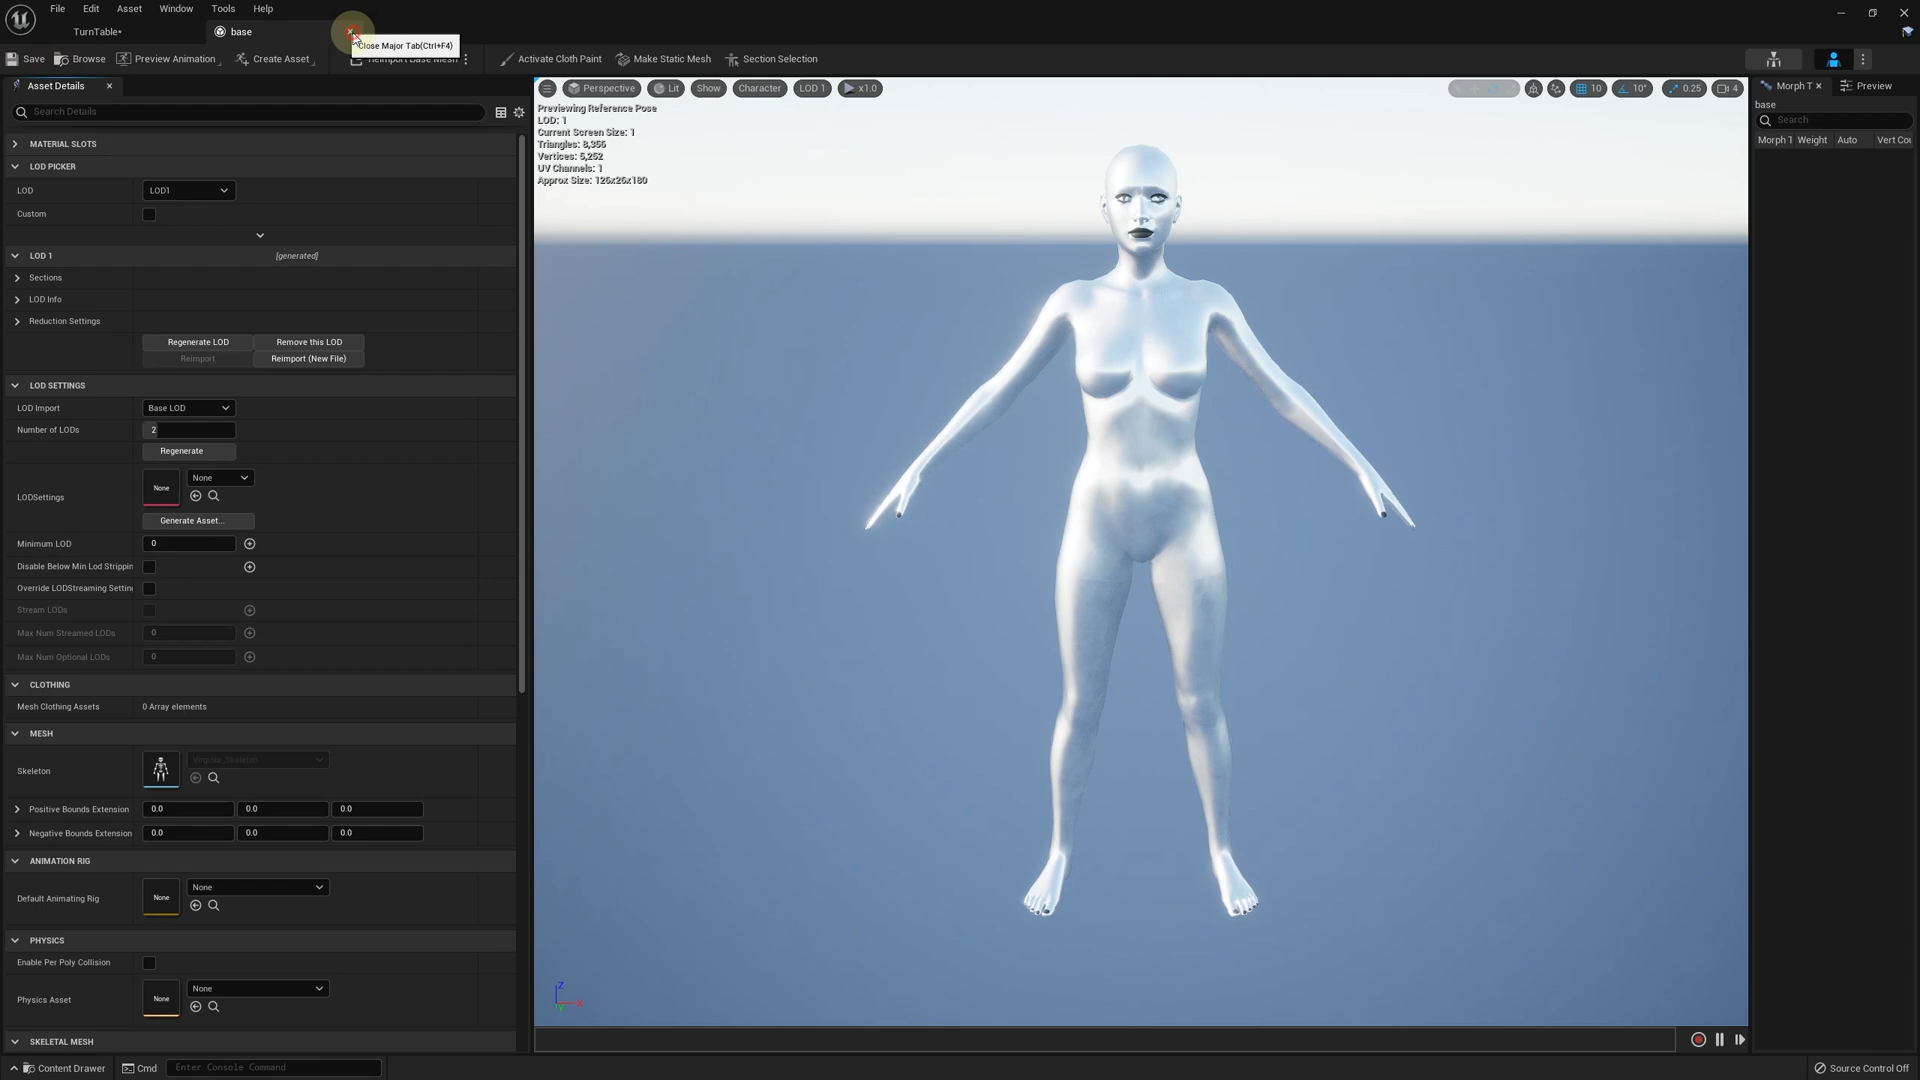 File Edit Asset Window Tools Help
TurnTable*
base
Close Major Tab(Ctrl+F4)
Save
Browse
Preview Animation
Create Asset
Reimport Base Mesh
Activate Cloth Paint
Make Static Mesh
Section Selection
Asset Details
Search Details
MATERIAL SLOTS
LOD PICKER
LOD
LOD1
Custom
LOD 1
[generated]
Sections
LOD Info
Reduction Settings
Regenerate LOD
Remove this LOD
Reimport
Reimport (New File)
LOD SETTINGS
LOD Import
Base LOD
Number of LODs
2
Regenerate
LODSettings
None
None
Generate Asset...
Minimum LOD
0
Disable Below Min Lod Strippin
Override LODStreaming Settin
Stream LODs
Max Num Streamed LODs
0
Max Num Optional LODs
0
CLOTHING
Mesh Clothing Assets
0 Array elements
MESH
Skeleton
Positive Bounds Extension
0.0
0.0
0.0
Negative Bounds Extension
0.0
0.0
0.0
ANIMATION RIG
Default Animating Rig
None
None
PHYSICS
Enable Per Poly Collision
Physics Asset
None
None
SKELETAL MESH
Perspective
Lit
Show
Character
LOD 1
x1.0
10
10°
0.25
4
Previewing Reference Pose
LOD: 1
Current Screen Size: 1
Triangles: 8,356
Vertices: 5,252
UV Channels: 1
Approx Size: 126x26x180
Z
X
Y
Morph T
Preview
base
Search
Morph T
Weight
Auto
Vert Cou
Content Drawer
Cmd
Enter Console Command
Source Control Off